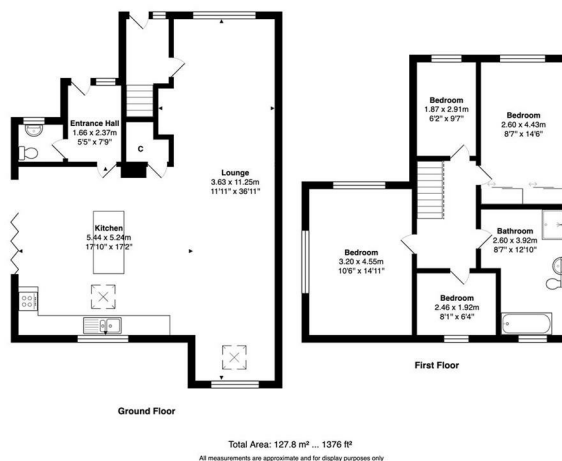 Entrance Hall
1.66 x 2.37m
5'5" x 7'9"
C
Lounge
3.63 x 11.25m
11'11" x 36'11"
Kitchen
5.44 x 5.24m
17'10" x 17'2"
Ground Floor
Bedroom
1.87 x 2.91m
6'2" x 9'7"
Bedroom
2.60 x 4.43m
8'7" x 14'6"
Bedroom
3.20 x 4.55m
10'6" x 14'11"
Bathroom
2.60 x 3.92m
8'7" x 12'10"
Bedroom
2.46 x 1.92m
8'1" x 6'4"
First Floor
Total Area: 127.8 m² ... 1376 ft²
All measurements are approximate and for display purposes only